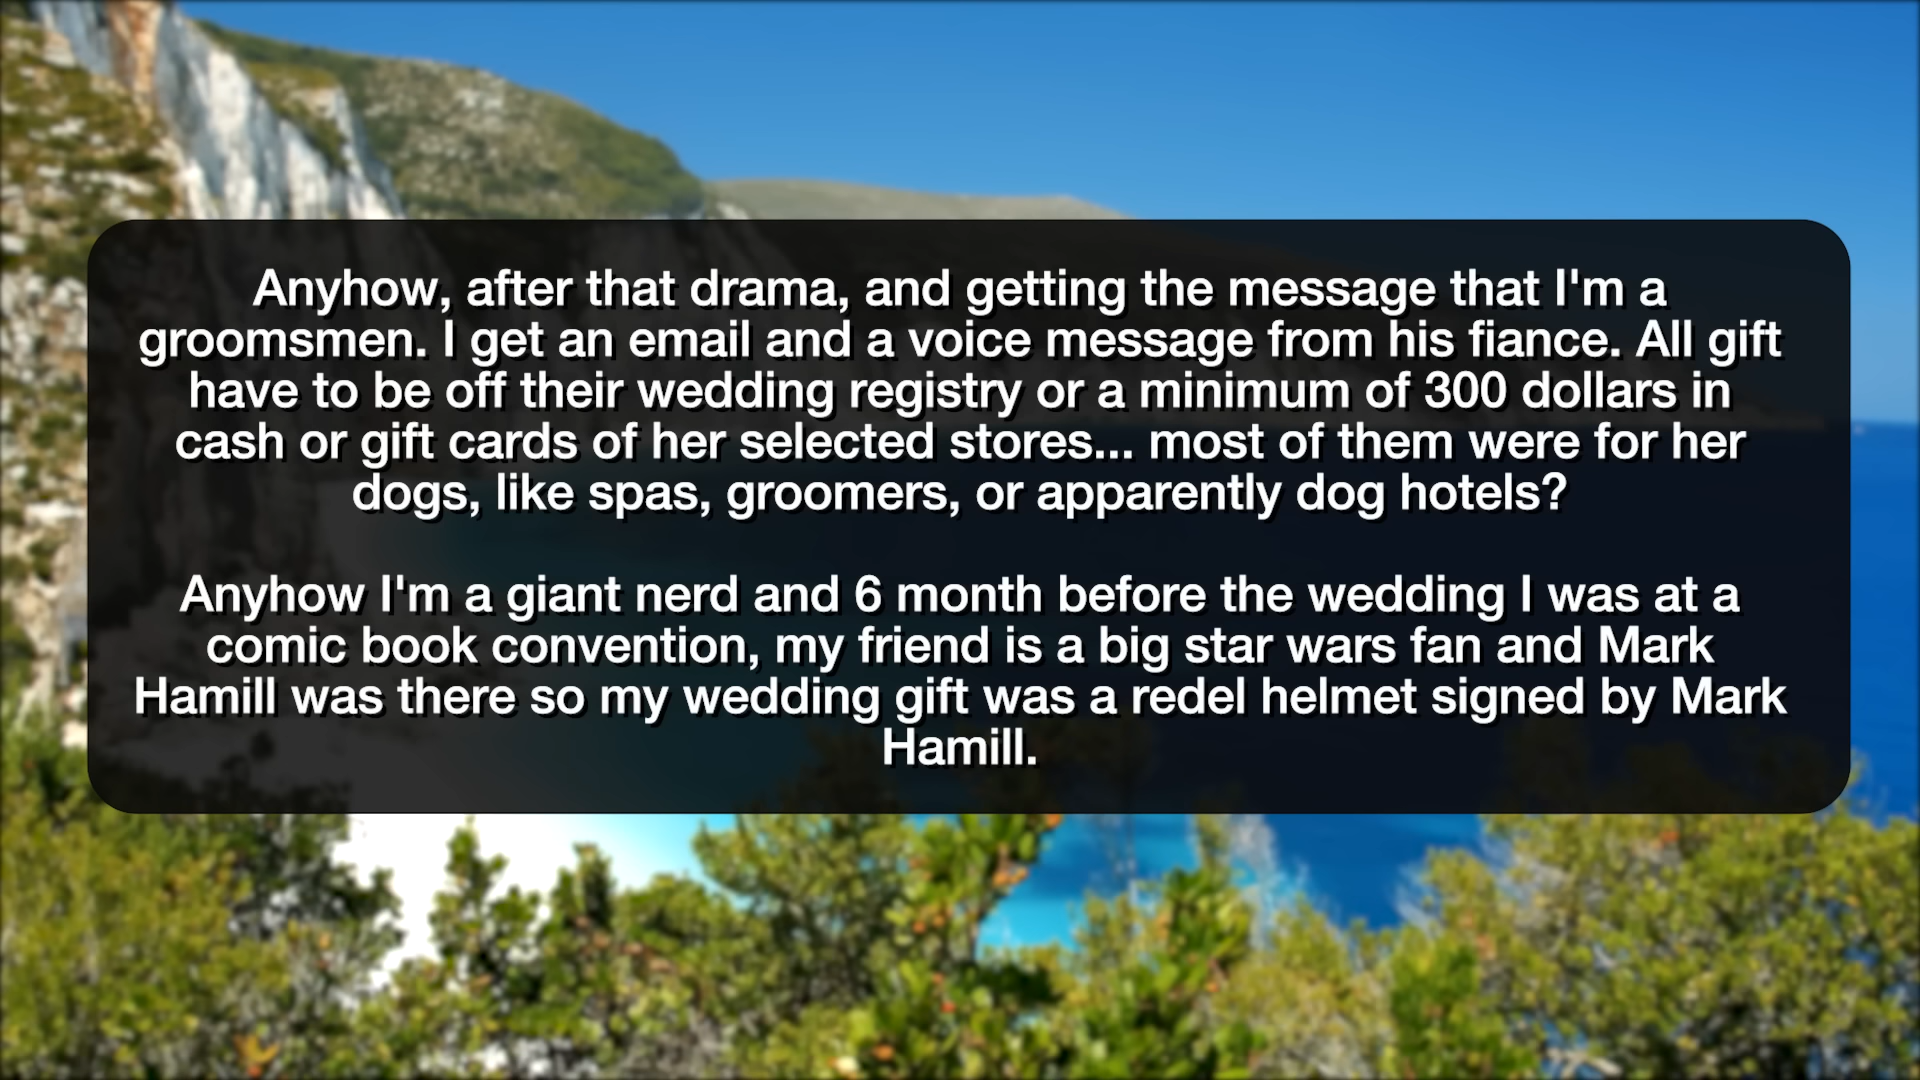 Anyhow, after that drama, and getting the message that I'm a
groomsmen. I get an email and a voice message from his fiance. All gift
have to be off their wedding registry or a minimum of 300 dollars in
cash or gift cards of her selected stores... most of them were for her
dogs, like spas, groomers, or apparently dog hotels?
Anyhow I'm a giant nerd and 6 month before the wedding I was at a
comic book convention, my friend is a big star wars fan and Mark
Hamill was there so my wedding gift was a redel helmet signed by Mark
Hamill.